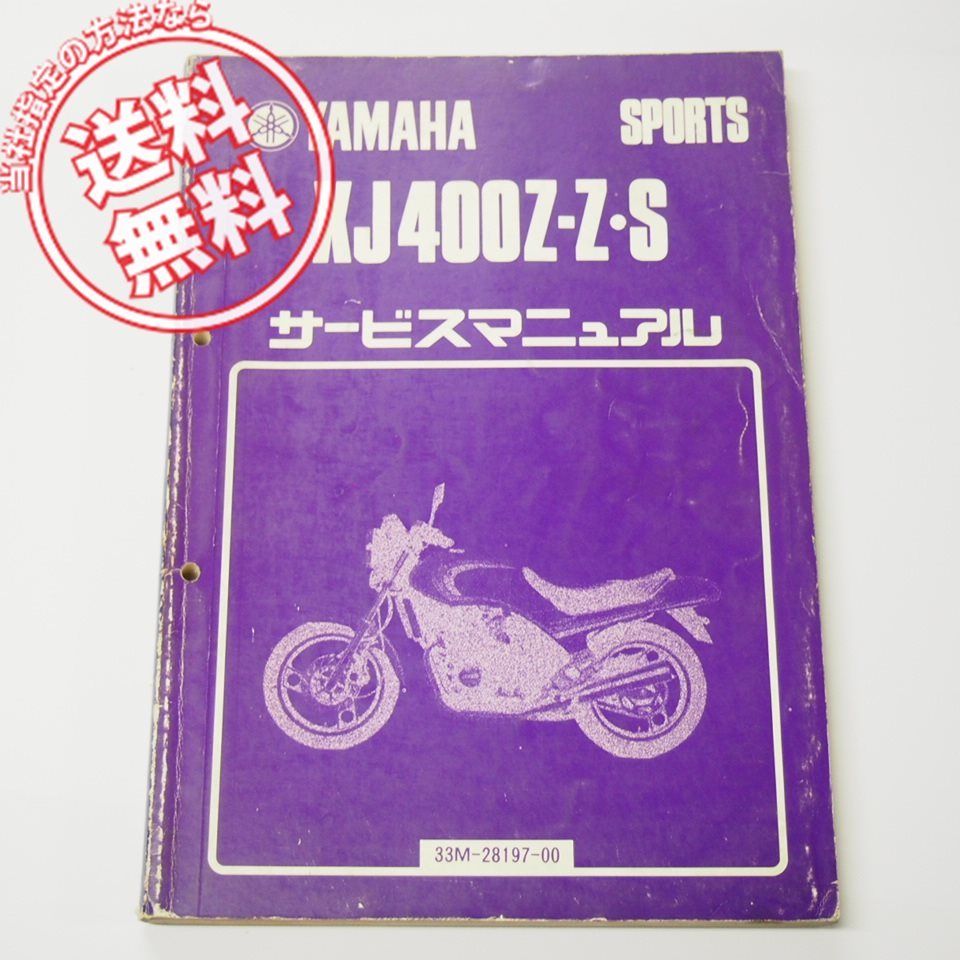 当社指定の方法なら
送料
無料
YAMAHA SPORTS
XJ400Z-Z・S
サービスマニュアル
33M-28197-00